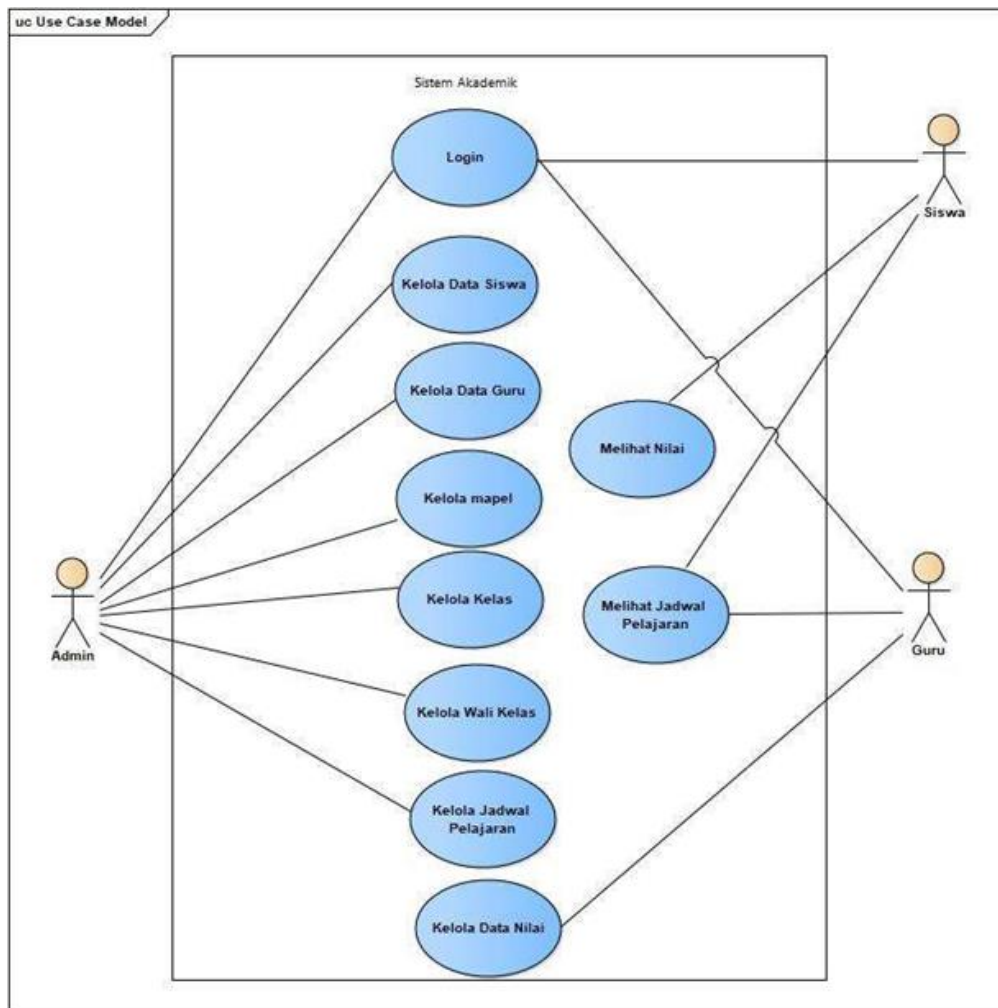 uc Use Case Model
Sistem Akademik
Login
Siswa
Kelola Data Siswa
Kelola Data Guru
Melihat Nilai
Kelola mapel
Kelola Kelas
Melihat Jadwal
Pelajaran
Admin
Guru
Kelola Wali Kelas
Kelola Jadwal
Pelajaran
Kelola Data Nilai